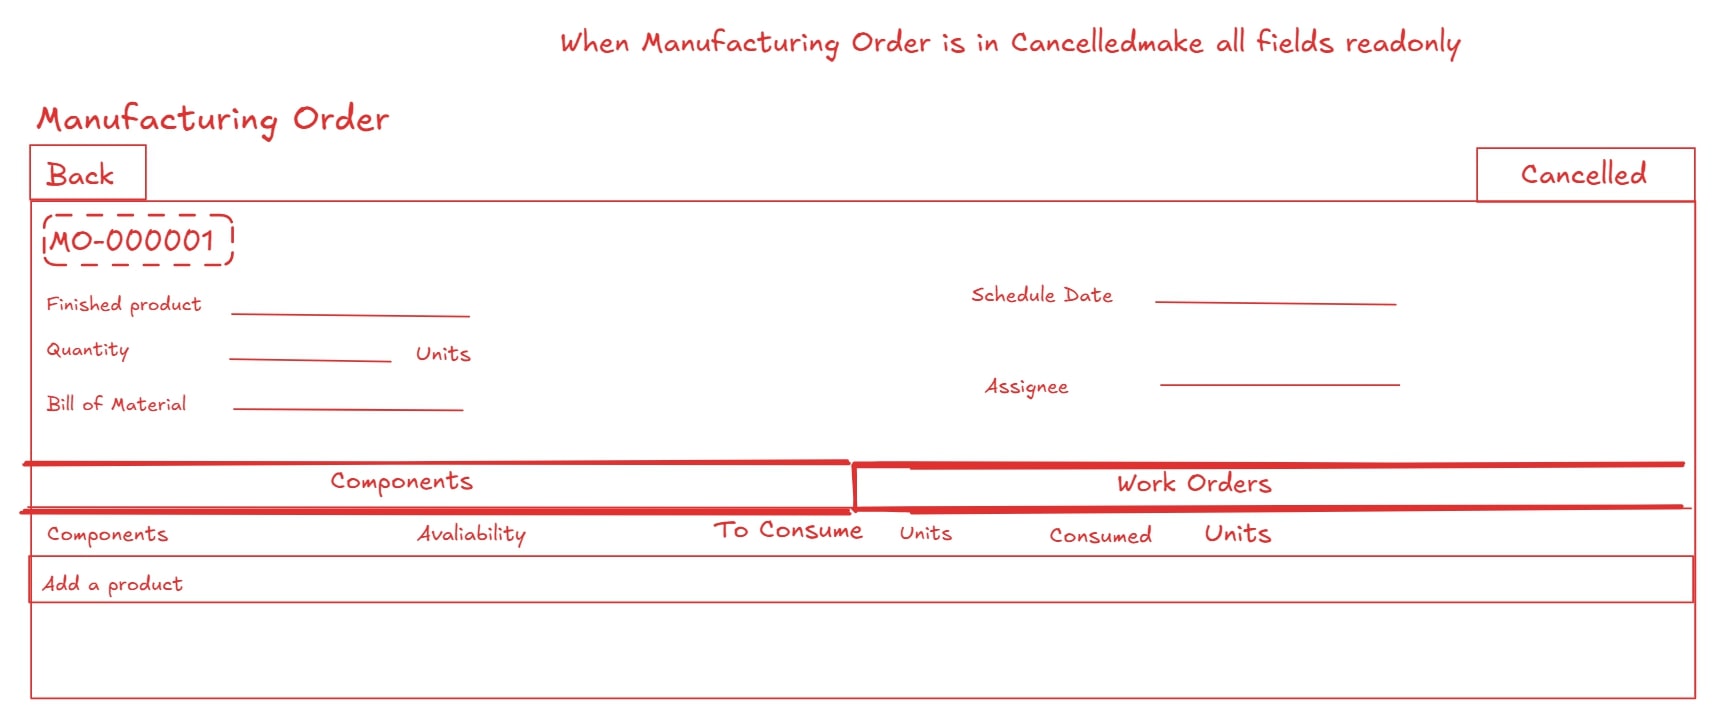 When Manufacturing Order is in Cancelledmake all fields readonly
Manufacturing Order
Back
Cancelled
MO-000001
Finished product
Schedule Date
Quantity
Units
Assignee
Bill of Material
Components
Work Orders
Components
Avaliability
To Consume
Units
Consumed
Units
Add a product